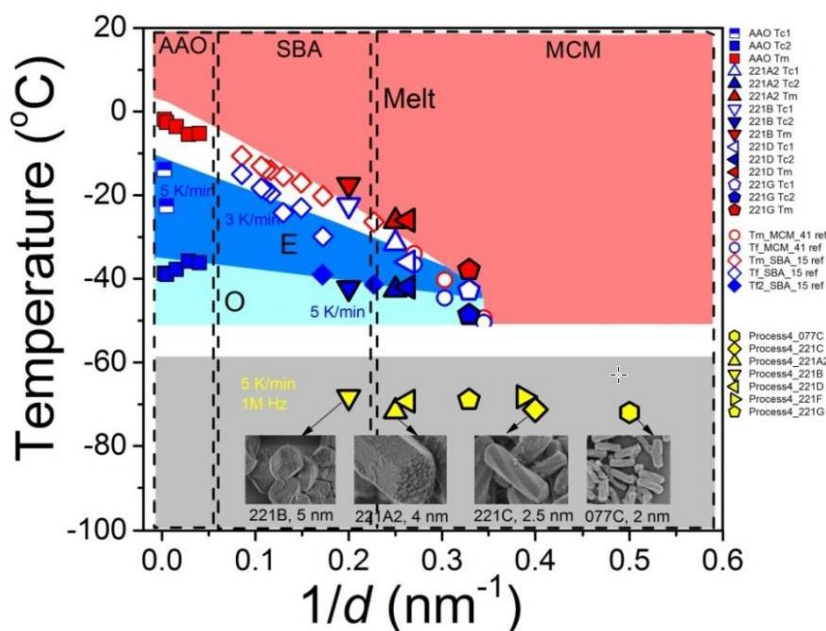 20
0
-20
-40
-60
-80
-100
Temperature (°C)
AAO
SBA
MCM
Melt
5 K/min
3 K/min
E
O
5 K/min
5 K/min
1M Hz
221B, 5 nm
221A2, 4 nm
221C, 2.5 nm
077C, 2 nm
0.0
0.1
0.2
0.3
0.4
0.5
0.6
1/d (nm-1)
AAO Tc1
AAO Tc2
AAO Tm
221A2 Tc1
221A2 Tc2
221A2 Tm
221B Tc1
221B Tc2
221B Tm
221D Tc1
221D Tc2
221D Tm
221G Tc1
221G Tc2
221G Tm
Tm_MCM_41 ref
Tf_MCM_41 ref
Tm_SBA_15 ref
Tf_SBA_15 ref
Tf2_SBA_15 ref
Process4_077C
Process4_221C
Process4_221A2
Process4_221B
Process4_221D
Process4_221F
Process4_221G